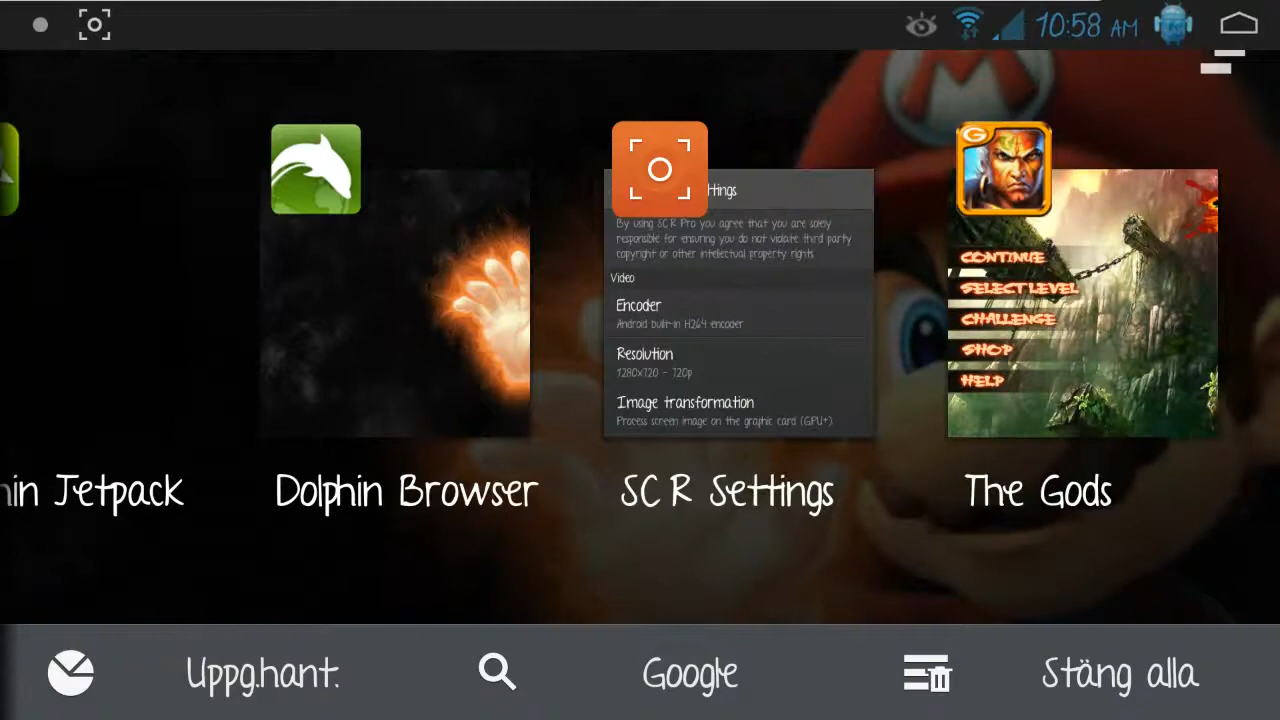 10:58 AM
ttings
By using SCR Pro you agree that you are solely
responsible for ensuring you do not violate third party
copyright or other intellectual property rights
Video
Encoder
Android built-in H264 encoder
Resolution
1280x720 - 720p
Image transformation
Process screen image on the graphic card (GPU+)
G
CONTINUE
SELECT LEVEL
CHALLENGE
SHOP
HELP
in Jetpack
Dolphin Browser
SCR Settings
The Gods
Uppg.hant.
Google
Stäng alla